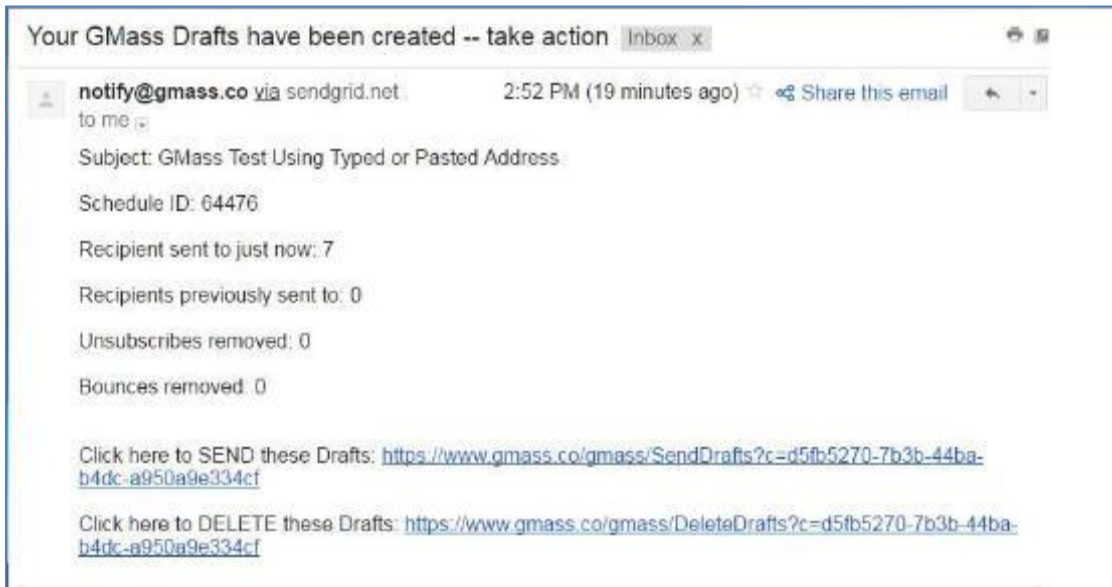 Your GMass Drafts have been created -- take action Inbox x
notify@gmass.co via sendgrid.net 2:52 PM (19 minutes ago) Share this email
to me
Subject: GMass Test Using Typed or Pasted Address
Schedule ID: 64476
Recipient sent to just now: 7
Recipients previously sent to: 0
Unsubscribes removed: 0
Bounces removed: 0
Click here to SEND these Drafts: https://www.gmass.co/gmass/SendDrafts?c=d5fb5270-7b3b-44ba-
b4dc-a950a9e334cf
Click here to DELETE these Drafts: https://www.gmass.co/gmass/DeleteDrafts?c=d5fb5270-7b3b-44ba-
b4dc-a950a9e334cf